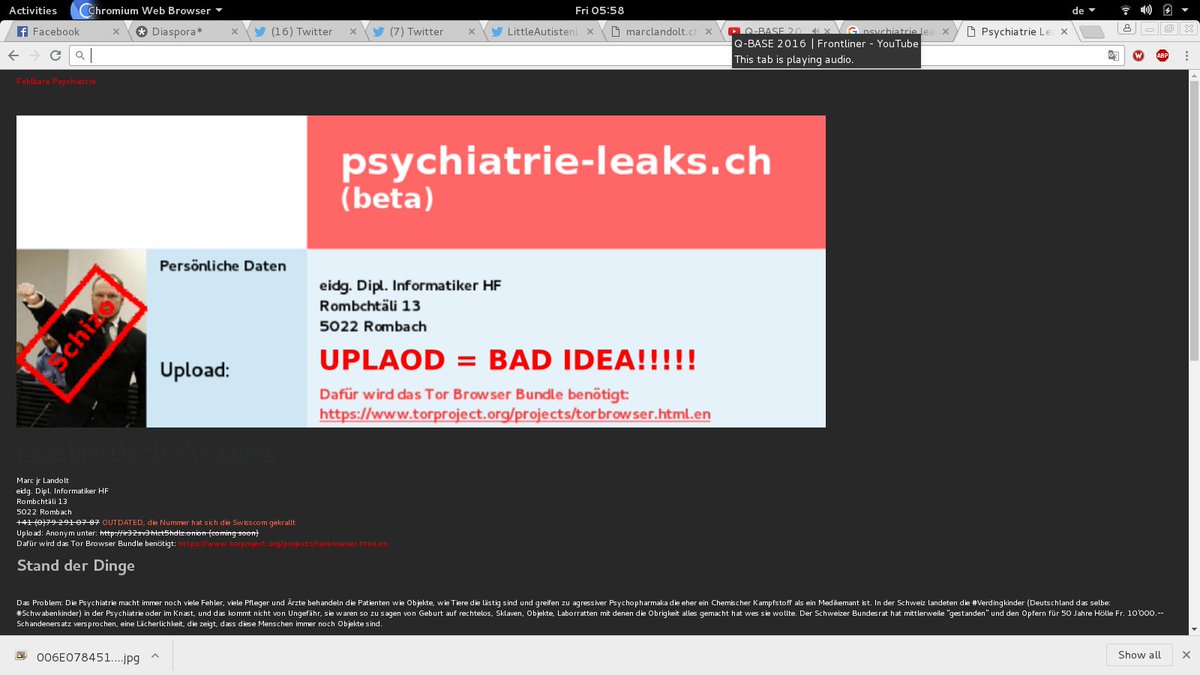 Activities
Chromium Web Browser
Fri 05:58
de
Facebook
Diaspora*
(16) Twitter
(7) Twitter
LittleAutisten
marclandolt.ch
Q-BASE 20
psychiatrie lea
Psychiatrie Le
Q-BASE 2016 | Frontliner - YouTube
This tab is playing audio.
W
ABP
Fehlbare Psychiatrie
psychiatrie-leaks.ch
(beta)
Schizo
Persönliche Daten
eidg. Dipl. Informatiker HF
Rombchtäli 13
5022 Rombach
Upload:
UPLAOD = BAD IDEA!!!!!
Dafür wird das Tor Browser Bundle benötigt:
https://www.torproject.org/projects/torbrowser.html.en
Psychiatrie-leaks Light
Marc jr Landolt
eidg. Dipl. Informatiker HF
Rombchtäli 13
5022 Rombach
+41 (0)79 291 07 87 OUTDATED, die Nummer hat sich die Swisscom gekrallt
Upload: Anonym unter: (coming soon)
Dafür wird das Tor Browser Bundle benötigt: https://www.torproject.org/projects/torbrowser.html.en
Stand der Dinge
Das Problem: Die Psychiatrie macht immer noch viele Fehler, viele Pfleger und Ärzte behandeln die Patienten wie Objekte, wie Tiere die lästig sind und greifen zu agressiver Psychopharmaka die eher ein Chemischer Kampfstoff als ein Medikemant ist. In der Schweiz landeten die #Verdingkinder (Deutschland das selbe:
#Schwabenkinder) in der Psychiatrie oder im Knast, und das kommt nicht von Ungefähr, sie waren so zu sagen von Geburt auf rechtlos, Sklaven, Objekte, Laborratten mit denen die Obrigkeit alles gemacht hat wes sie wollte. Der Schweizer Bundesrat hat mittlerweile "gestanden" und den Opfern für 50 Jahre Hölle Fr. 10'000.--
Schandenersatz versprochen, eine Lächerlichkeit, die zeigt, dass diese Menschen immer noch Objekte sind.
006E078451....jpg
Show all